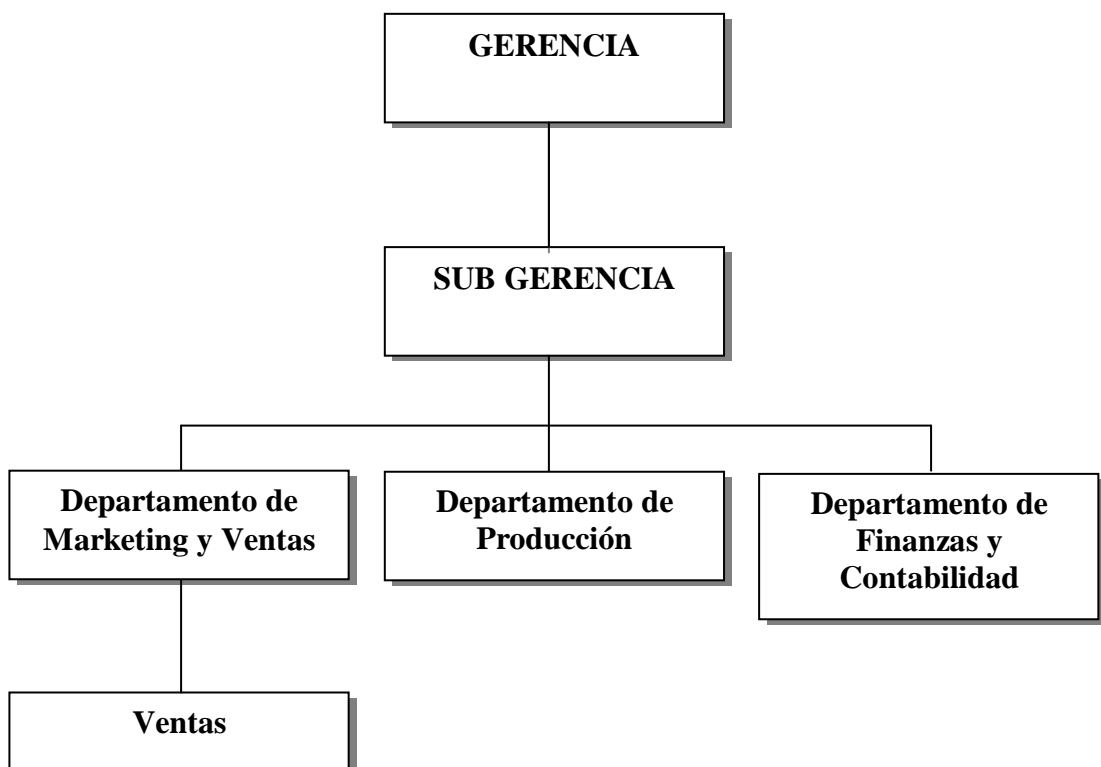 GERENCIA
SUB GERENCIA
Departamento de
Marketing y Ventas
Departamento de
Producción
Departamento de
Finanzas y
Contabilidad
Ventas